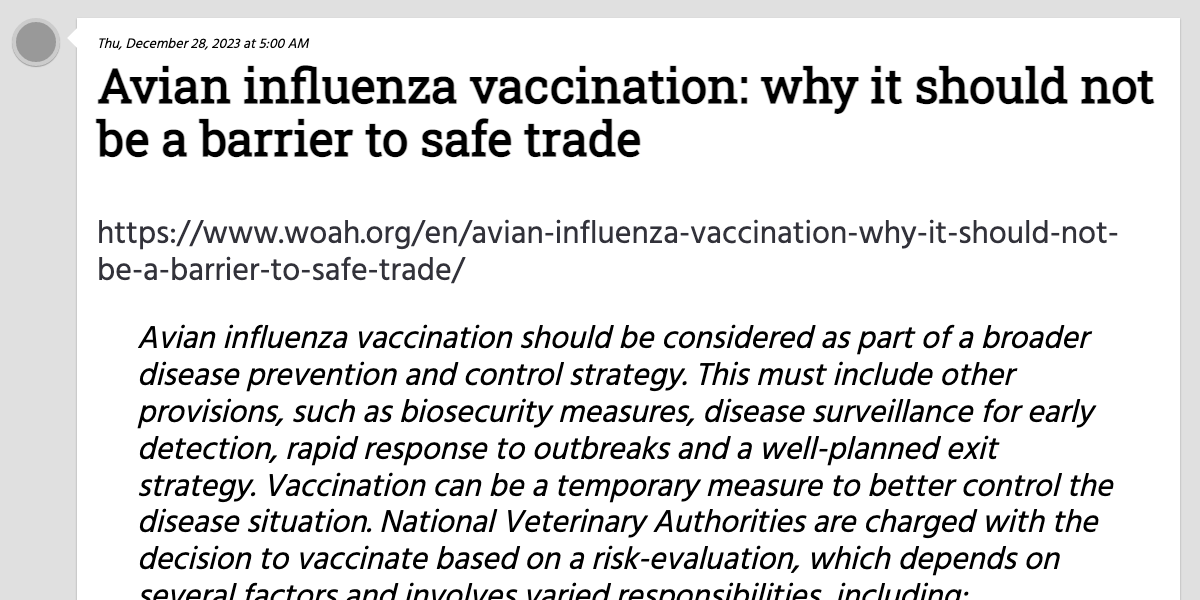 Thu, December 28, 2023 at 5:00 AM
Avian influenza vaccination: why it should not
be a barrier to safe trade
https://www.woah.org/en/avian-influenza-vaccination-why-it-should-not-
be-a-barrier-to-safe-trade/
Avian influenza vaccination should be considered as part of a broader
disease prevention and control strategy. This must include other
provisions, such as biosecurity measures, disease surveillance for early
detection, rapid response to outbreaks and a well-planned exit
strategy. Vaccination can be a temporary measure to better control the
disease situation. National Veterinary Authorities are charged with the
decision to vaccinate based on a risk-evaluation, which depends on
several factors and involves varied responsibilities, including: